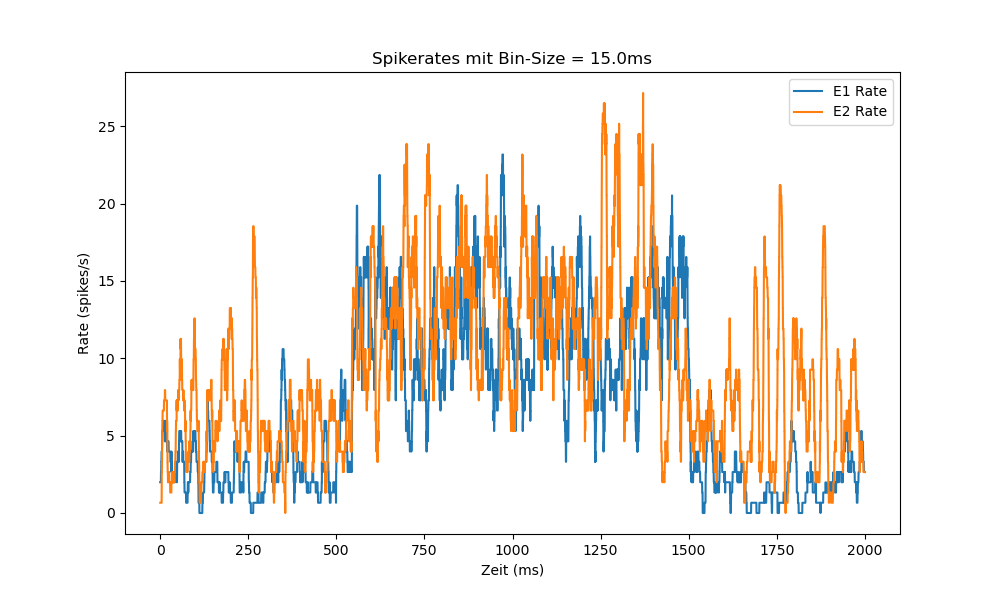 Spikerates mit Bin-Size = 15.0ms
E1 Rate
E2 Rate
Rate (spikes/s)
25
20
15
10
5
0
0 250 500 750 1000 1250 1500 1750 2000
Zeit (ms)